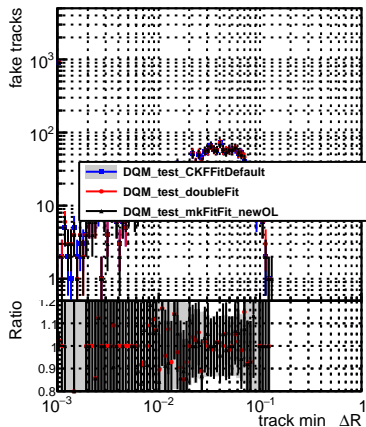 fake tracks
10³
10²
10
1
DQM_test_CKFFitDefault
DQM_test_doubleFit
DQM_test_mkFitFit_newOL
Ratio
1.2
1.1
1
0.9
0.8
10⁻³ 10⁻² 10⁻¹ 1
track min ΔR